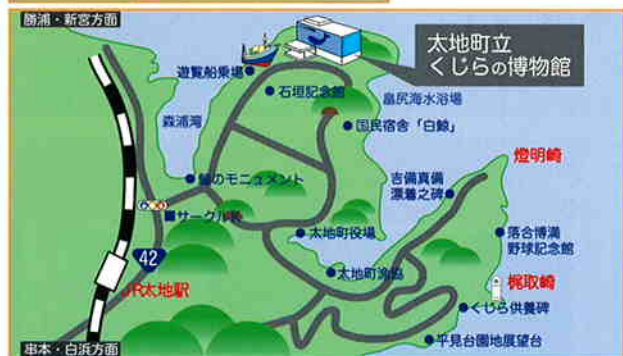 勝浦・新宮方面
太地町立
くじらの博物館
遊覧船乗場
石垣記念館
畠尻海水浴場
森浦湾
国民宿舎「白鯨」
燈明崎
吉備真備
漂着之碑
のモニュメント
サークルK
太地町役場
落合博満
野球記念館
42
太地町漁協
梶取崎
JR太地駅
くじら供養碑
平見台園地展望台
串本・白浜方面